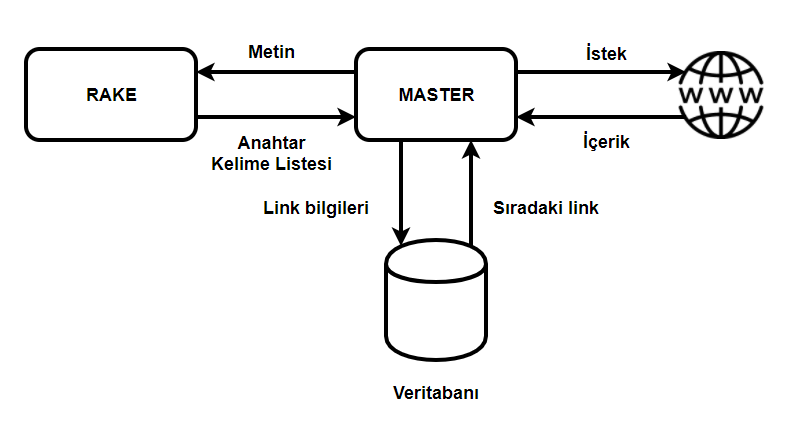 Metin
İstek
RAKE
MASTER
WWW
Anahtar
Kelime Listesi
İçerik
Link bilgileri
Sıradaki link
Veritabanı